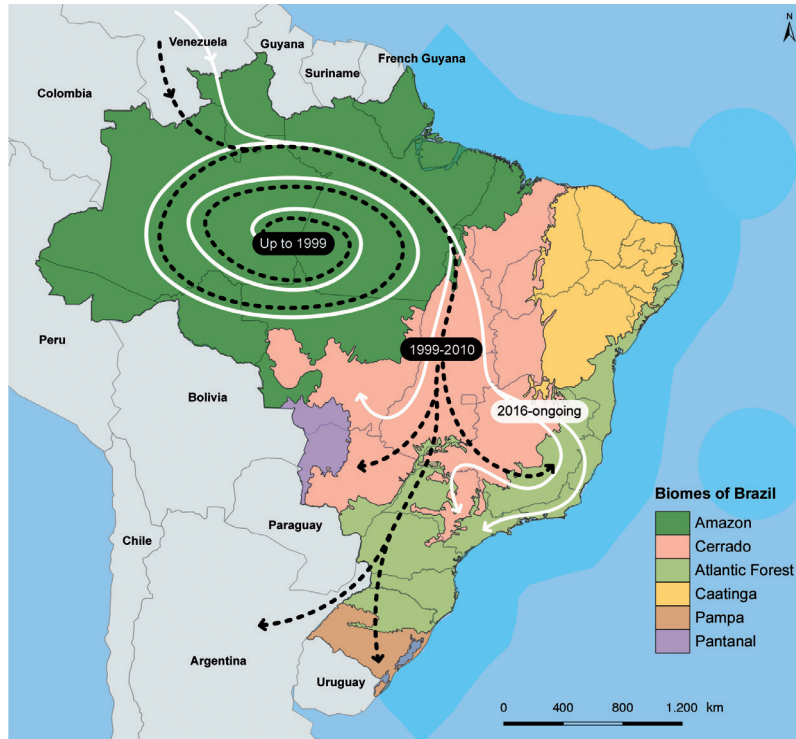 N
Venezuela
Guyana
French Guyana
Suriname
Colombia
Up to 1999
Peru
1999-2010
Bolivia
2016-ongoing
Paraguay
Chile
Argentina
Uruguay
Biomes of Brazil
Amazon
Cerrado
Atlantic Forest
Caatinga
Pampa
Pantanal
0 400 800 1.200 km